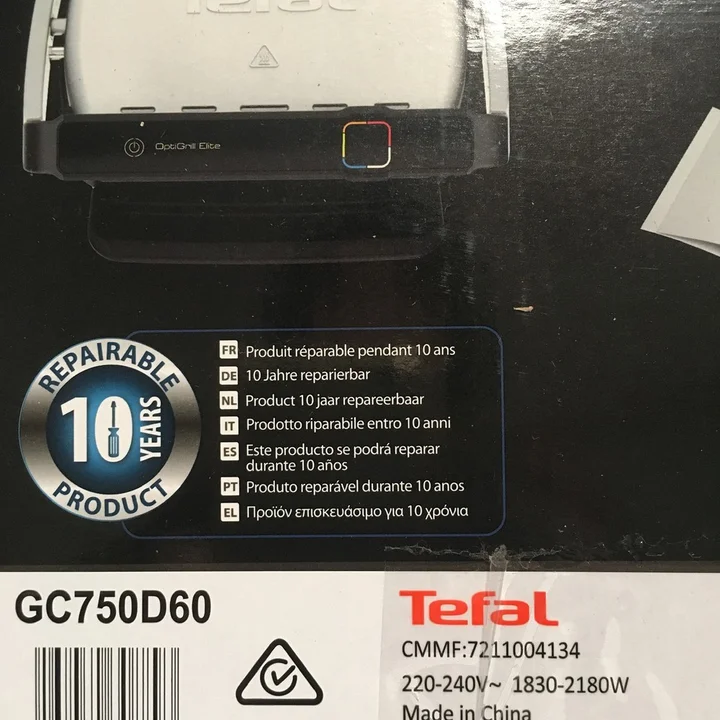 Tefal
OptiGrill Elite
REPAIRABLE
10 YEARS
PRODUCT
FR Produit réparable pendant 10 ans
DE 10 Jahre reparierbar
NL Product 10 jaar repareerbaar
IT Prodotto riparabile entro 10 anni
ES Este producto se podrá reparar
durante 10 años
PT Produto reparável durante 10 anos
EL Προϊόν επισκευάσιμο για 10 χρόνια
GC750D60
Tefal
CMMF:7211004134
220-240V~ 1830-2180W
Made in China